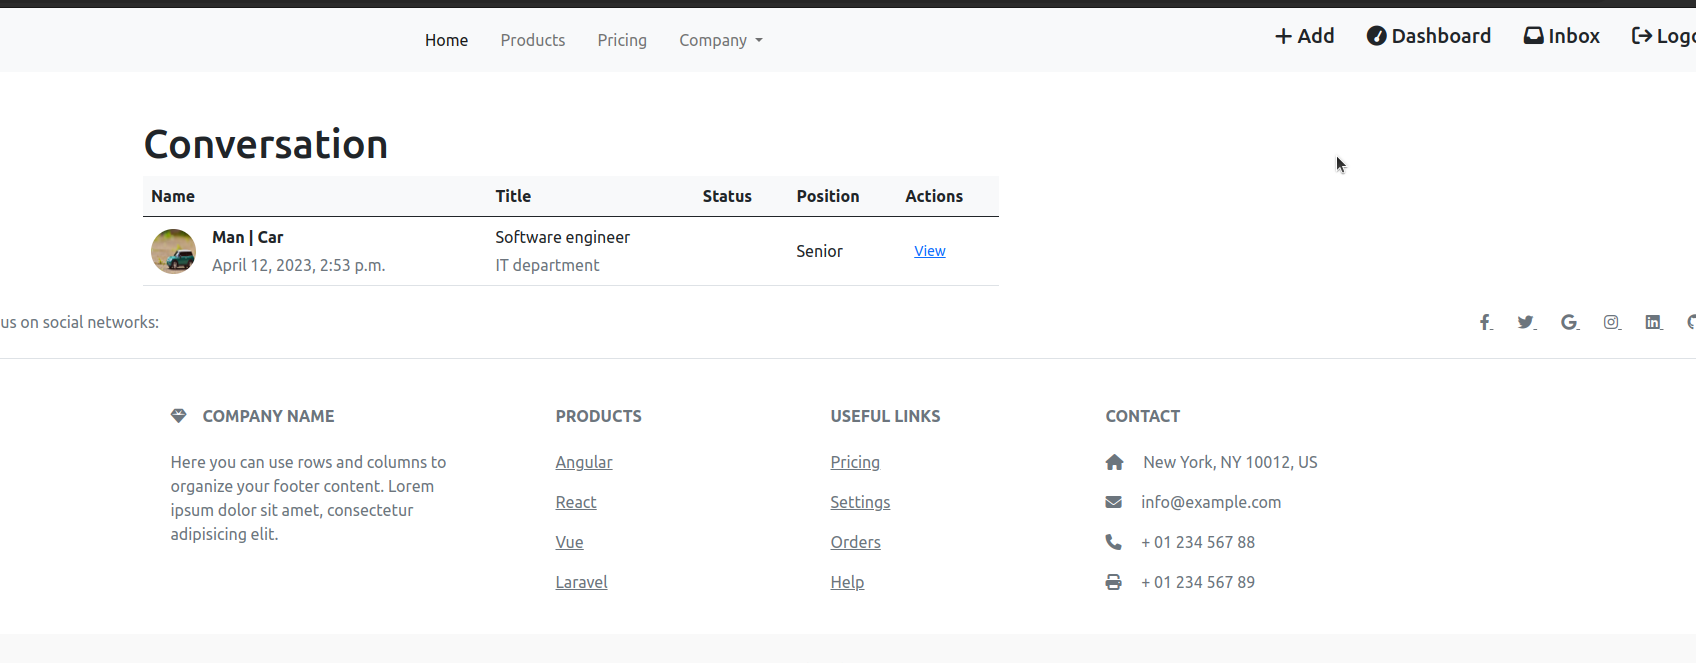 Home Products Pricing Company Add Dashboard Inbox
Conversation
Name Title Status Position Actions
Man | Car Software engineer
Senior View
April 12, 2023, 2:53 p.m. IT department
us on social networks:
COMPANY NAME PRODUCTS USEFUL LINKS CONTACT
Here you can use rows and columns to Angular Pricing New York, NY 10012, US
organize your footer content. Lorem
React Settings info@example.com
ipsum dolor sit amet, consectetur
adipisicing elit.
Vue Orders + 01 234 567 88
Laravel Help + 01 234 567 89